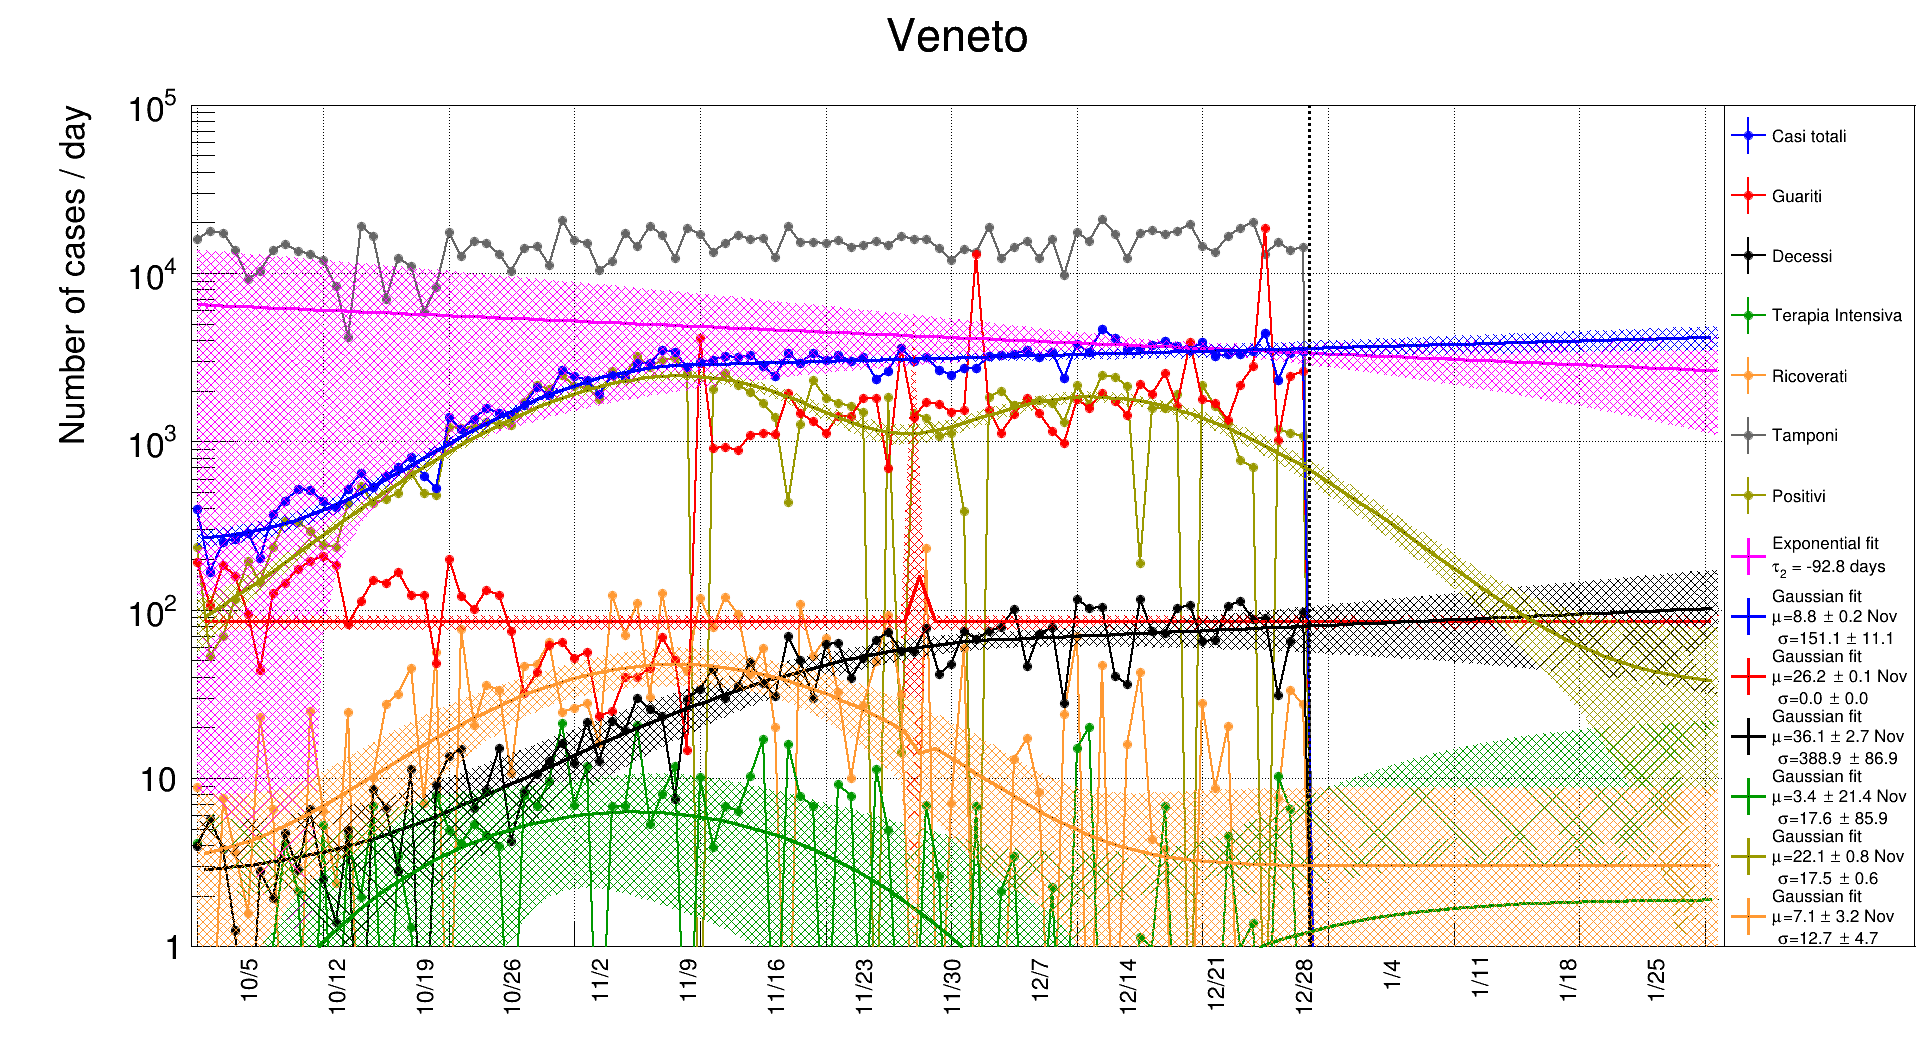 Veneto
Number of cases / day
10^5
10^4
10^3
10^2
10
1
10/5
10/12
10/19
10/26
11/2
11/9
11/16
11/23
11/30
12/7
12/14
12/21
12/28
1/4
1/11
1/18
1/25
Casi totali
Guariti
Decessi
Terapia Intensiva
Ricoverati
Tamponi
Positivi
Exponential fit
τ₂ = -92.8 days
Gaussian fit
μ=8.8 ± 0.2 Nov
σ=151.1 ± 11.1
Gaussian fit
μ=26.2 ± 0.1 Nov
σ=0.0 ± 0.0
Gaussian fit
μ=36.1 ± 2.7 Nov
σ=388.9 ± 86.9
Gaussian fit
μ=3.4 ± 21.4 Nov
σ=17.6 ± 85.9
Gaussian fit
μ=22.1 ± 0.8 Nov
σ=17.5 ± 0.6
Gaussian fit
μ=7.1 ± 3.2 Nov
σ=12.7 ± 4.7